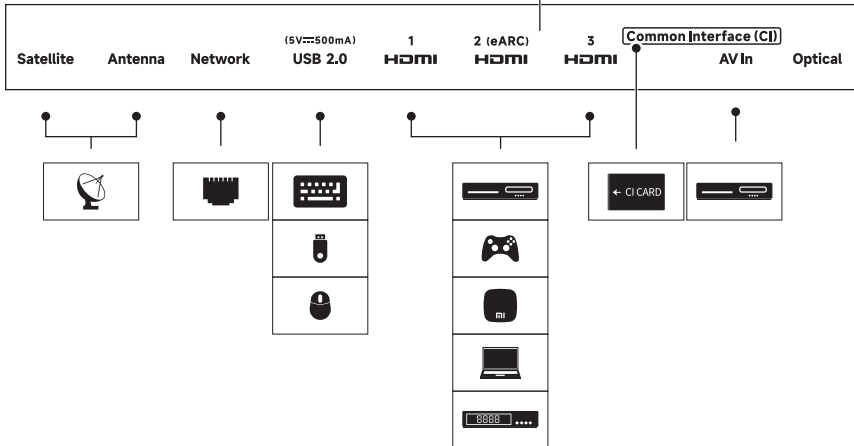 (5V⎓500mA) 1 2 (eARC) 3 Common Interface (CI)
Satellite Antenna Network USB 2.0 HDMI HDMI HDMI AV In Optical
← CI CARD
mi
8888